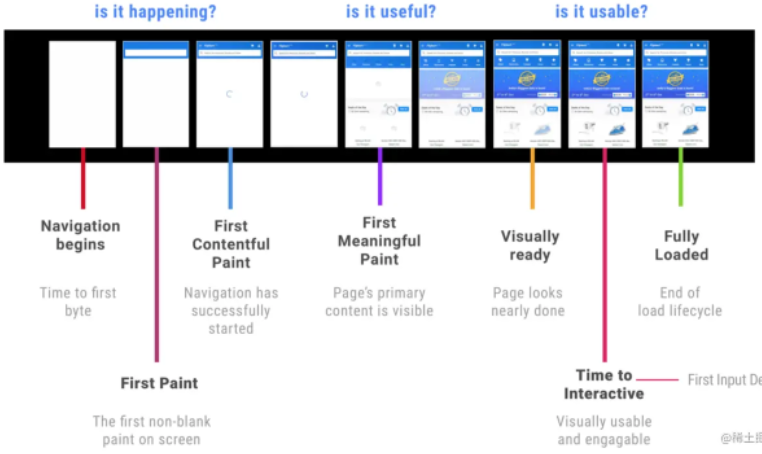 is it happening?
is it useful?
is it usable?
Navigation
begins
Time to first
byte
First Paint
The first non-blank
paint on screen
First
Contentful
Paint
Navigation has
successfully
started
First
Meaningful
Paint
Page's primary
content is visible
Visually
ready
Page looks
nearly done
Time to
Interactive
First Input De
Visually usable
and engagable
Fully
Loaded
End of
load lifecycle
@稀土